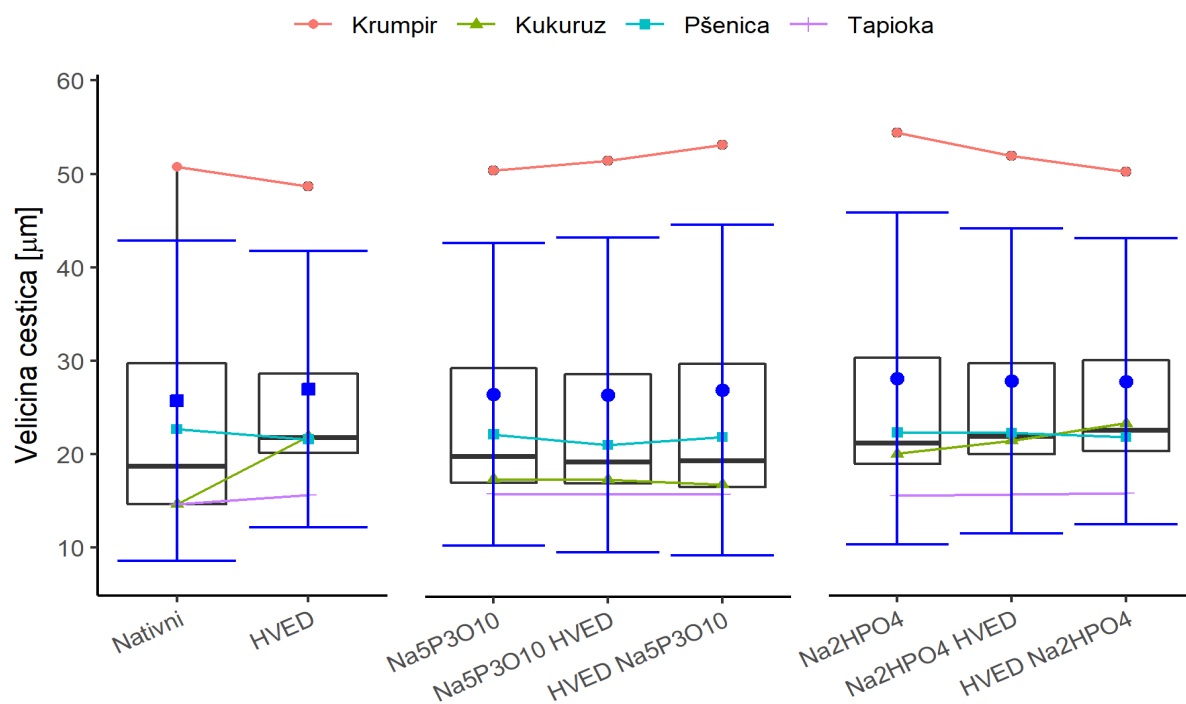 Krumpir Kukuruz Pšenica Tapioka
Velicina cestica [μm]
60
50
40
30
20
10
Nativni
HVED
Na5P3O10
Na5P3O10 HVED
HVED Na5P3O10
Na2HPO4
Na2HPO4 HVED
HVED Na2HPO4